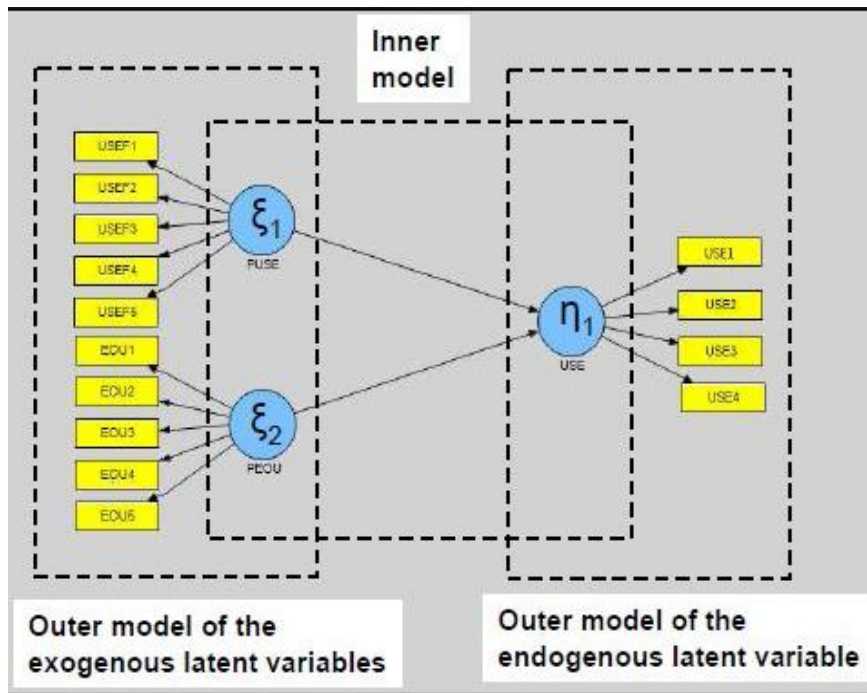 Inner
model
USEF1
USEF2
USEF3
USEF4
USEF5
EOU1
EOU2
EOU3
EOU4
EOU5
ξ1
PUSE
ξ2
PEOU
η1
USE
USE1
USE2
USE3
USE4
Outer model of the
exogenous latent variables
Outer model of the
endogenous latent variable